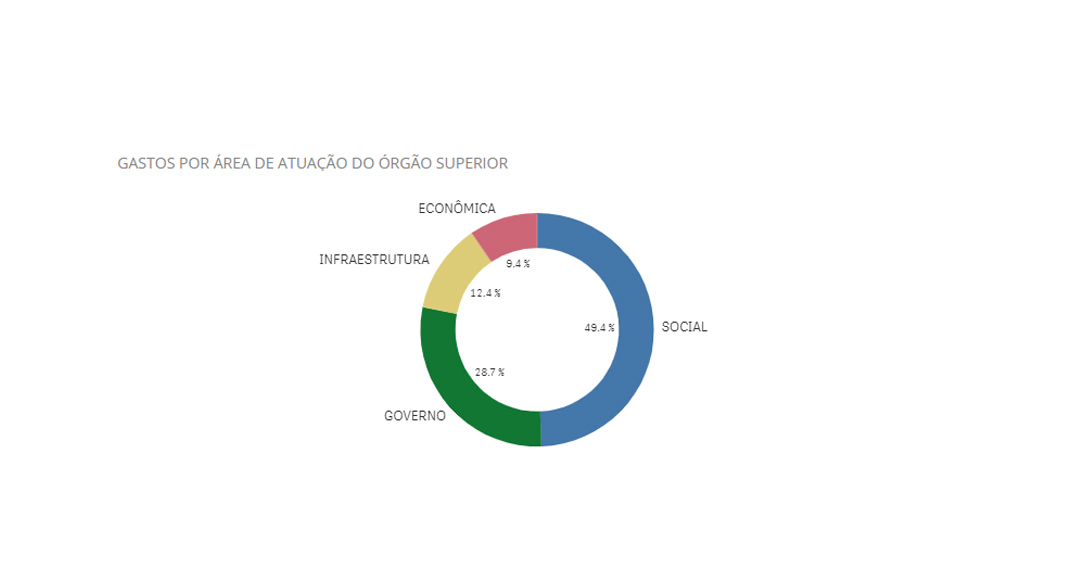 GASTOS POR ÁREA DE ATUAÇÃO DO ÓRGÃO SUPERIOR
ECONÔMICA
INFRAESTRUTURA
9.4 %
12.4 %
49.4 %
SOCIAL
28.7 %
GOVERNO